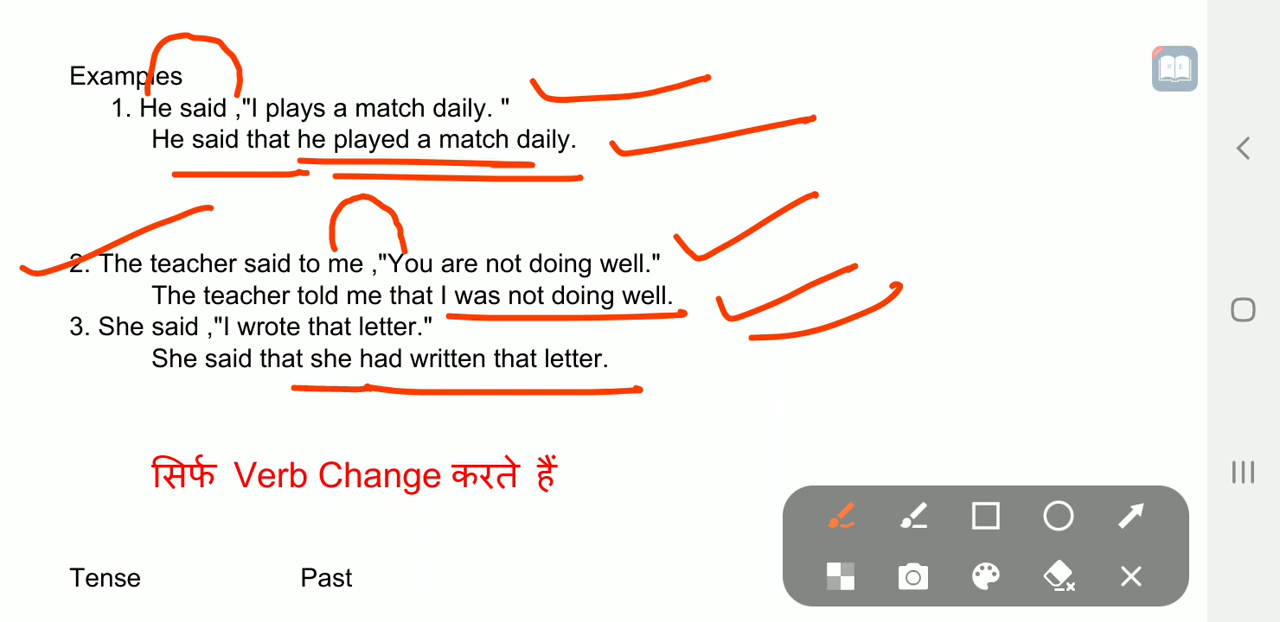 Examples
1. He said ,"I plays a match daily. "
He said that he played a match daily.
2. The teacher said to me ,"You are not doing well."
The teacher told me that I was not doing well.
3. She said ,"I wrote that letter."
She said that she had written that letter.
सिर्फ Verb Change करते हैं
Tense Past